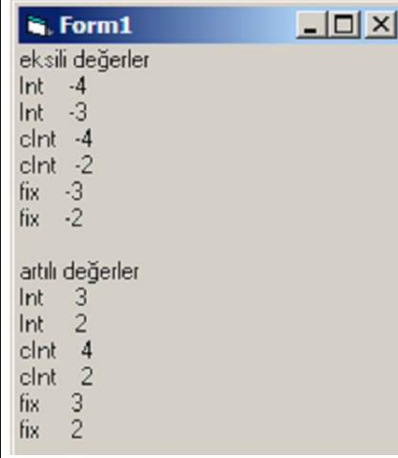 Form1
eksili değerler
Int -4
Int -3
cInt -4
cInt -2
fix -3
fix -2
artılı değerler
Int 3
Int 2
cInt 4
cInt 2
fix 3
fix 2